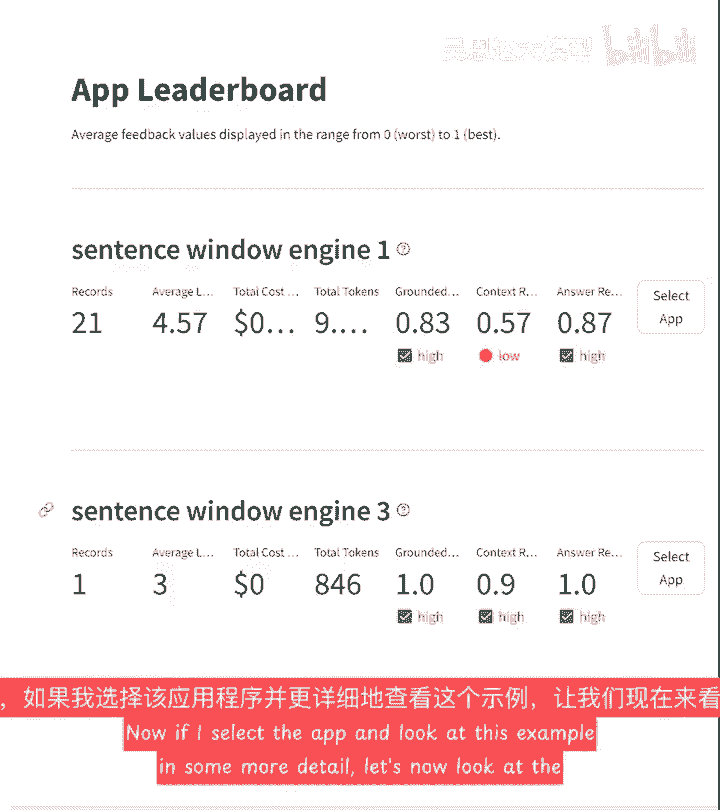 App Leaderboard
Average feedback values displayed in the range from 0 (worst) to 1 (best).
sentence window engine 1
Records Average L... Total Cost ... Total Tokens Grounded... Context R... Answer Re... Select App
21 4.57 $0... 9.... 0.83 0.57 0.87
high low high
sentence window engine 3
Records Average L... Total Cost ... Total Tokens Grounded... Context R... Answer Re... Select App
1 3 $0 846 1.0 0.9 1.0
high high high
，如果我选择该应用程序并更详细地查看这个示例，让我们现在来看
Now if I select the app and look at this example
in some more detail, let's now look at the